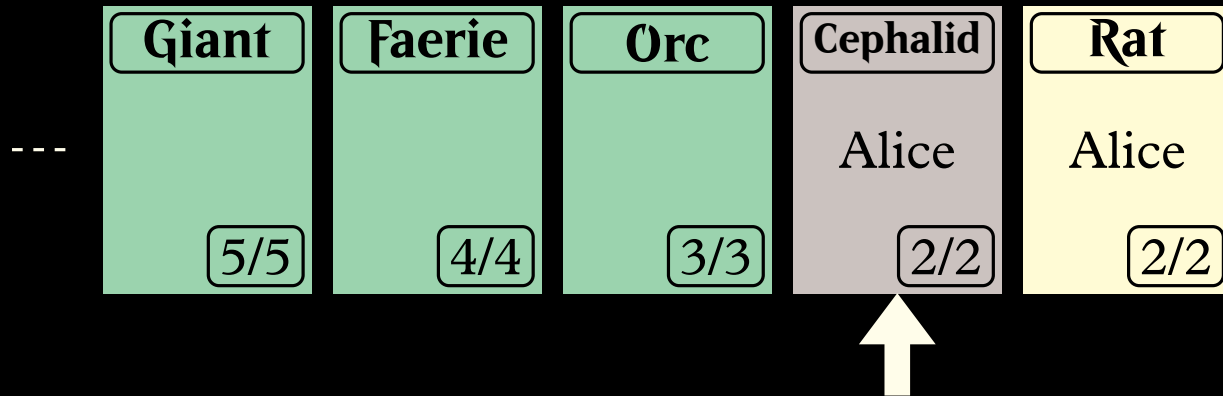 Giant
Faerie
Orc
Cephalid
Rat
Alice
Alice
5/5
4/4
3/3
2/2
2/2